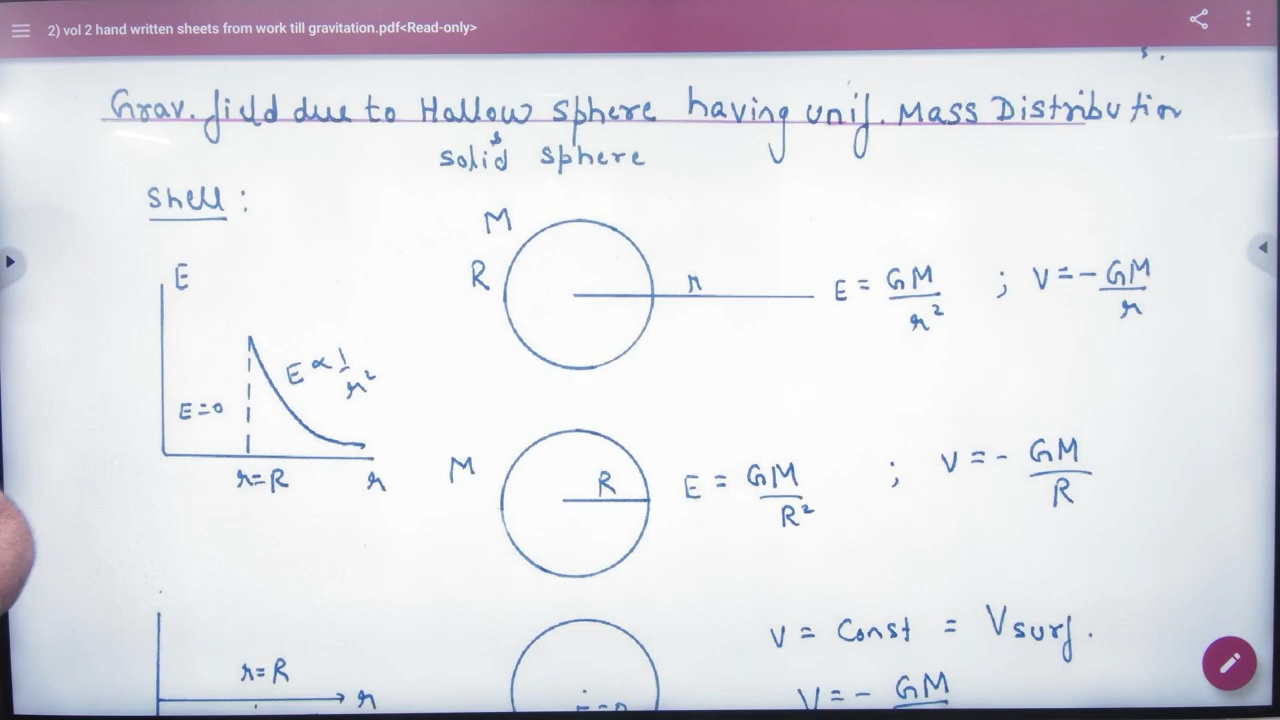 2) vol 2 hand written sheets from work till gravitation.pdf<Read-only>
Grav. field due to Hallow sphere having unif. Mass Distribution
&
solid sphere
Shell :
M
R
r
E = GM/r² ; V = - GM/r
E
E ∝ 1/r²
E=0
r=R r
M
R
E = GM/R² ; V = - GM/R
V = Const = Vsurf.
r=R
r
V = - GM